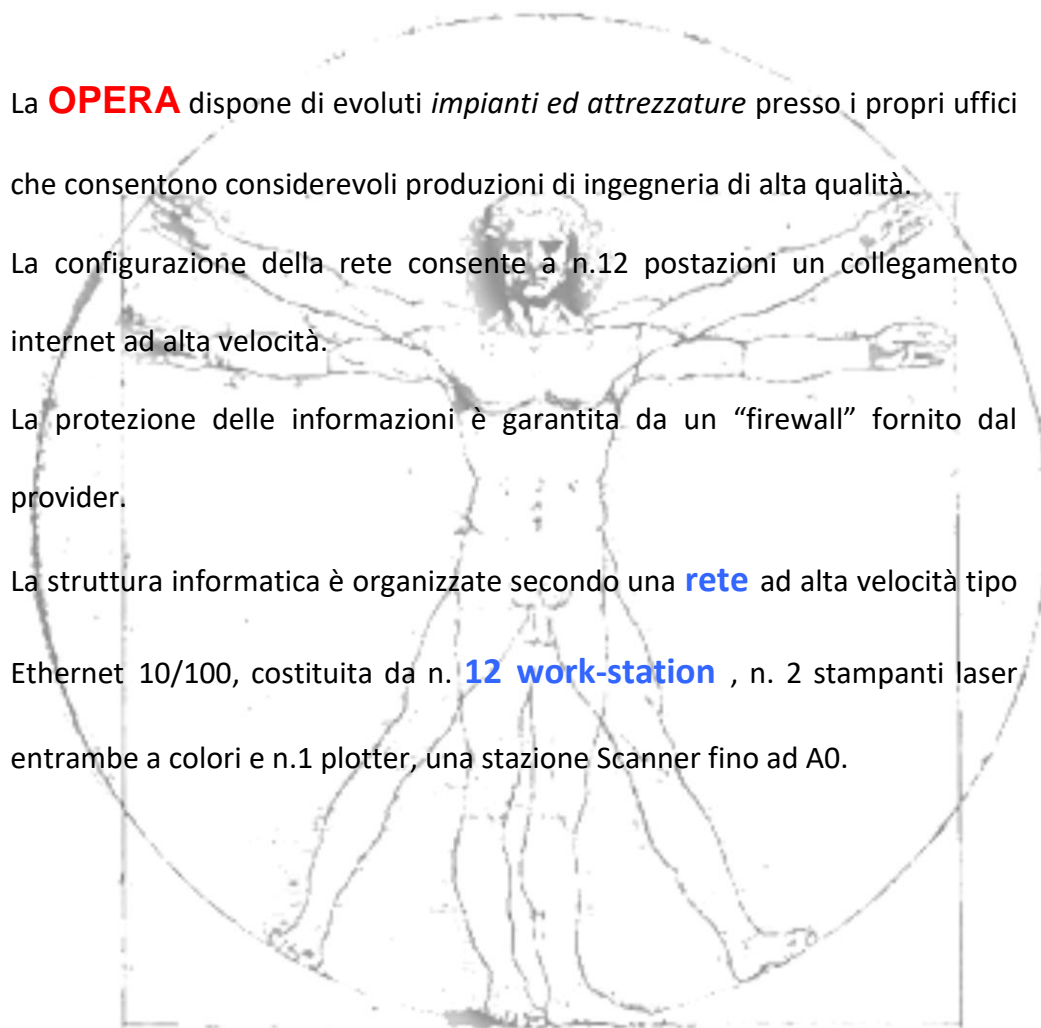 La OPERA dispone di evoluti impianti ed attrezzature presso i propri uffici
che consentono considerevoli produzioni di ingegneria di alta qualità.
La configurazione della rete consente a n.12 postazioni un collegamento
internet ad alta velocità.
La protezione delle informazioni è garantita da un “firewall” fornito dal
provider.
La struttura informatica è organizzate secondo una rete ad alta velocità tipo
Ethernet 10/100, costituita da n. 12 work-station , n. 2 stampanti laser
entrambe a colori e n.1 plotter, una stazione Scanner fino ad A0.